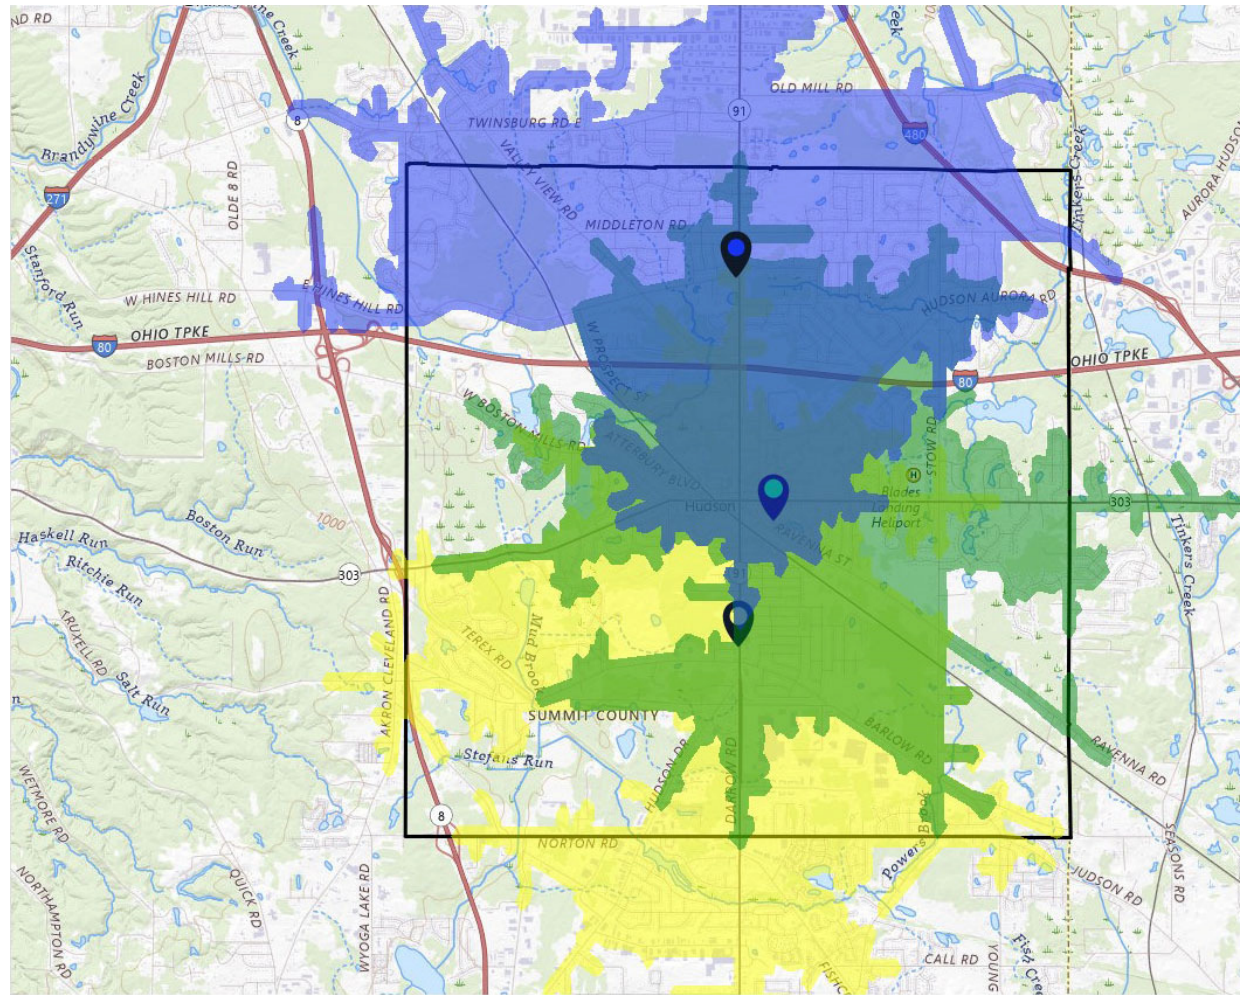 Brandywine Creek
Creek
ND RD
OLD MILL RD
91
8
TWINSBURG RD E
480
Brandywine Creek
VALLEY VIEW RD
Tinkers Creek
AURORA HUDSON
OLDE 8 RD
271
MIDDLETON RD
Stanford Run
W HINES HILL RD
E HINES HILL RD
HUDSON AURORA RD
OHIO TPKE
80
BOSTON MILLS RD
W PROSPECT ST
OHIO TPKE
80
W BOSTON MILLS RD
STOW RD
ATTERBURY BLVD
H
Blades
Landing
Heliport
Hudson
303
1000
Boston Run
Haskell Run
RAVENNA ST
Tinkers Creek
Ritchie Run
303
91
TRUXELL RD
AKRON CLEVELAND RD
TEREX RD
Mud Brook
Salt Run
n
SUMMIT COUNTY
BARLOW RD
RAVENNA RD
Stefans Run
HUDSON DR
DARROW RD
WETMORE RD
8
Powers Brook
SEASONS RD
NORTON RD
JUDSON RD
NORTHAMPTON RD
QUICK RD
WYOGA LAKE RD
CALL RD
YOUNG
Fish Creek